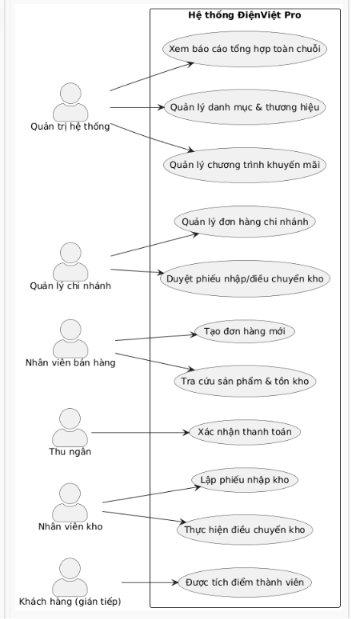 Hệ thống ĐiệnViệt Pro
Xem báo cáo tổng hợp toàn chuỗi
Quản lý danh mục & thương hiệu
Quản trị hệ thống
Quản lý chương trình khuyến mãi
Quản lý đơn hàng chi nhánh
Duyệt phiếu nhập/điều chuyển kho
Quản lý chi nhánh
Tạo đơn hàng mới
Nhân viên bán hàng
Tra cứu sản phẩm & tồn kho
Xác nhận thanh toán
Thu ngân
Lập phiếu nhập kho
Nhân viên kho
Thực hiện điều chuyển kho
Được tích điểm thành viên
Khách hàng (gián tiếp)